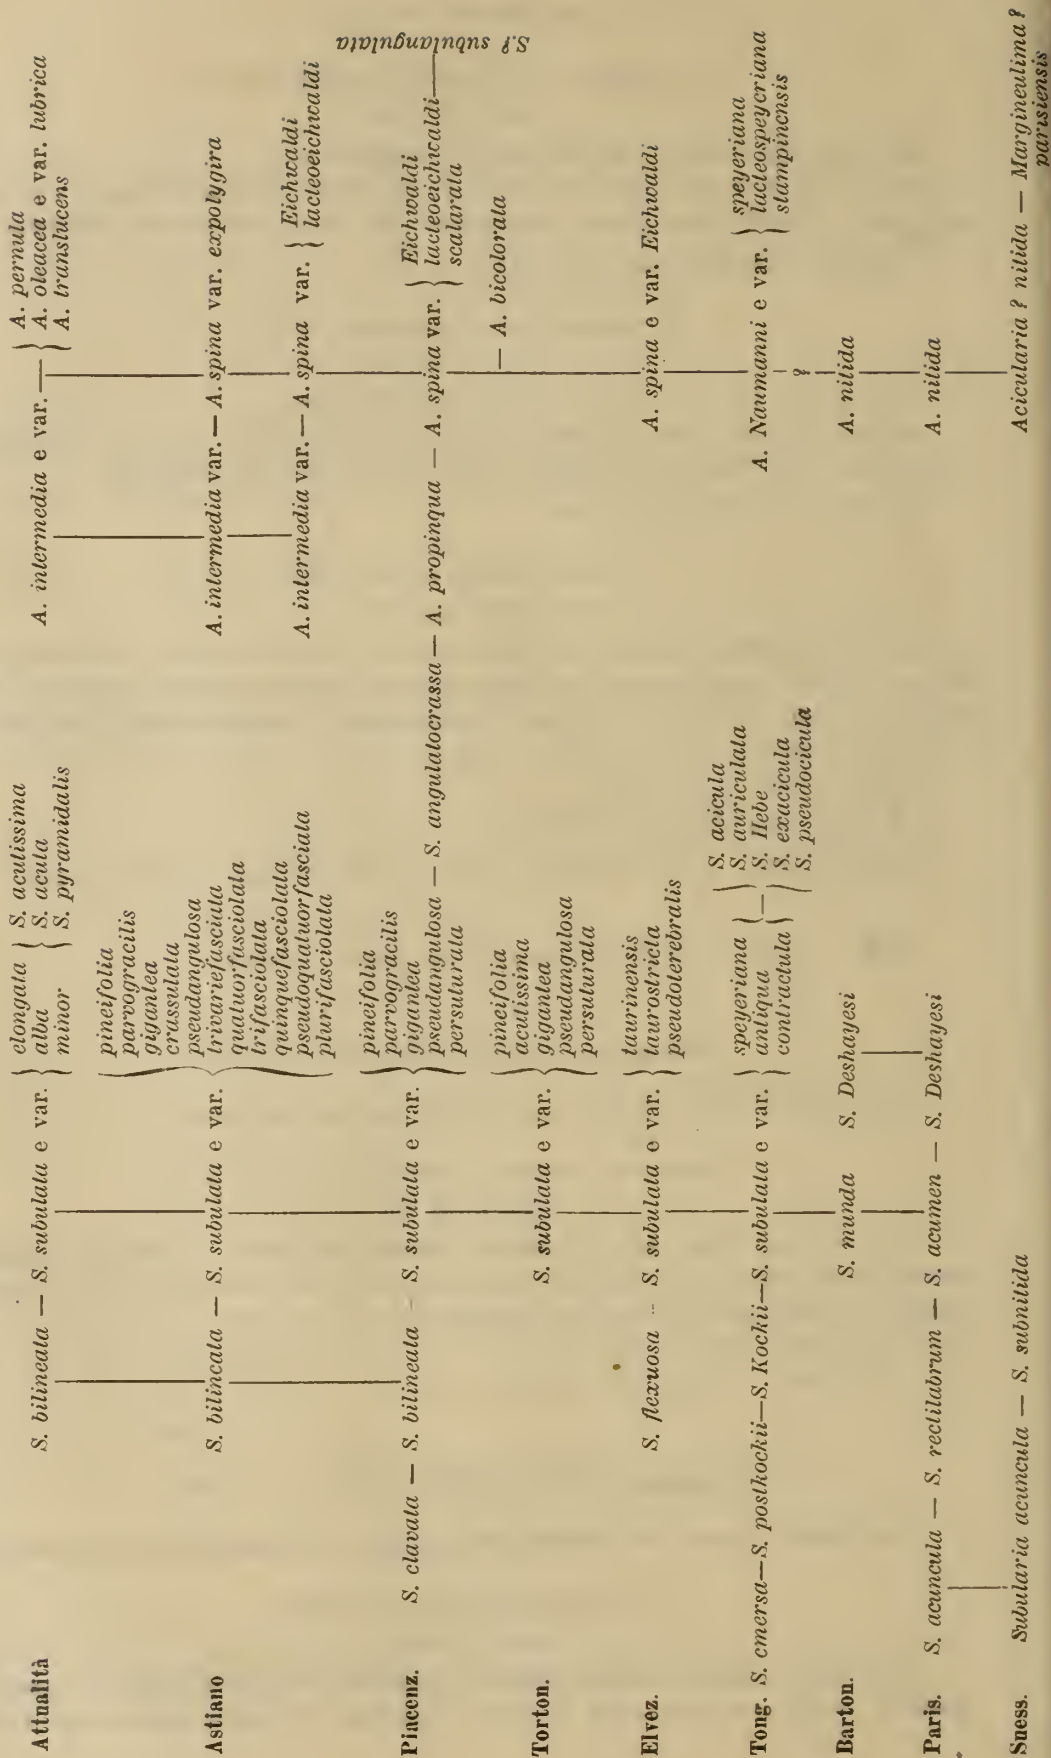 Attualità S. bilineata — S. subulata e var. { elongata { S. acutissima A. intermedia e var. — { A. pernula
alba { S. acuta A. oleacea e var. lubrica
minor { S. pyramidalis A. translucens
pineifolia
parvogracilis
gigantea
crassulata
pseudangulosa
Astiano S. bilincata — S. subulata e var. { trivariefasciata A. intermedia var. — A. spina var. expolygira
quatuorfasciolata
trifasciolata
quinquefasciolata
pseudoquatuorfasciata A. intermedia var. — A. spina var. { Eichwaldi
plurifasciolata lacteoeichwaldi
pineifolia
parvogracilis
gigantea Eichwaldi
Piacenz. S. clavata — S. bilineata - S. subulata e var. { pseudangulosa — S. angulatocrassa — A. propinqua — A. spina var. { lacteoeichwaldi — S.? subangulata
persuturata scalarata
pineifolia — A. bicolorata
acutissima
Torton. S. subulata e var. { gigantea
pseudangulosa
persuturata
taurinensis
Elvez. S. flexuosa - S. subulata e var. { taurostricta A. spina e var. Eichwaldi
pseudoterebralis
S. acicula
speyeriana S. auriculata speyeriana
Tong. S. emersa—S. postkockii—S. Kockii—S. subulata e var. { antiqua } — { S. Hebe A. Naumanni e var. { lacteospeyeriana
contractula S. exacicula ? stampinensis
S. pseudocicula
Barton. S. munda S. Deshayesi A. nitida
Paris. S. acuncula — S. rectilabrum — S. acumen — S. Deshayesi A. nitida
Suess. Subularia acuncula — S. subnitida Acicularia? nitida — Margineulima?
parisiensis